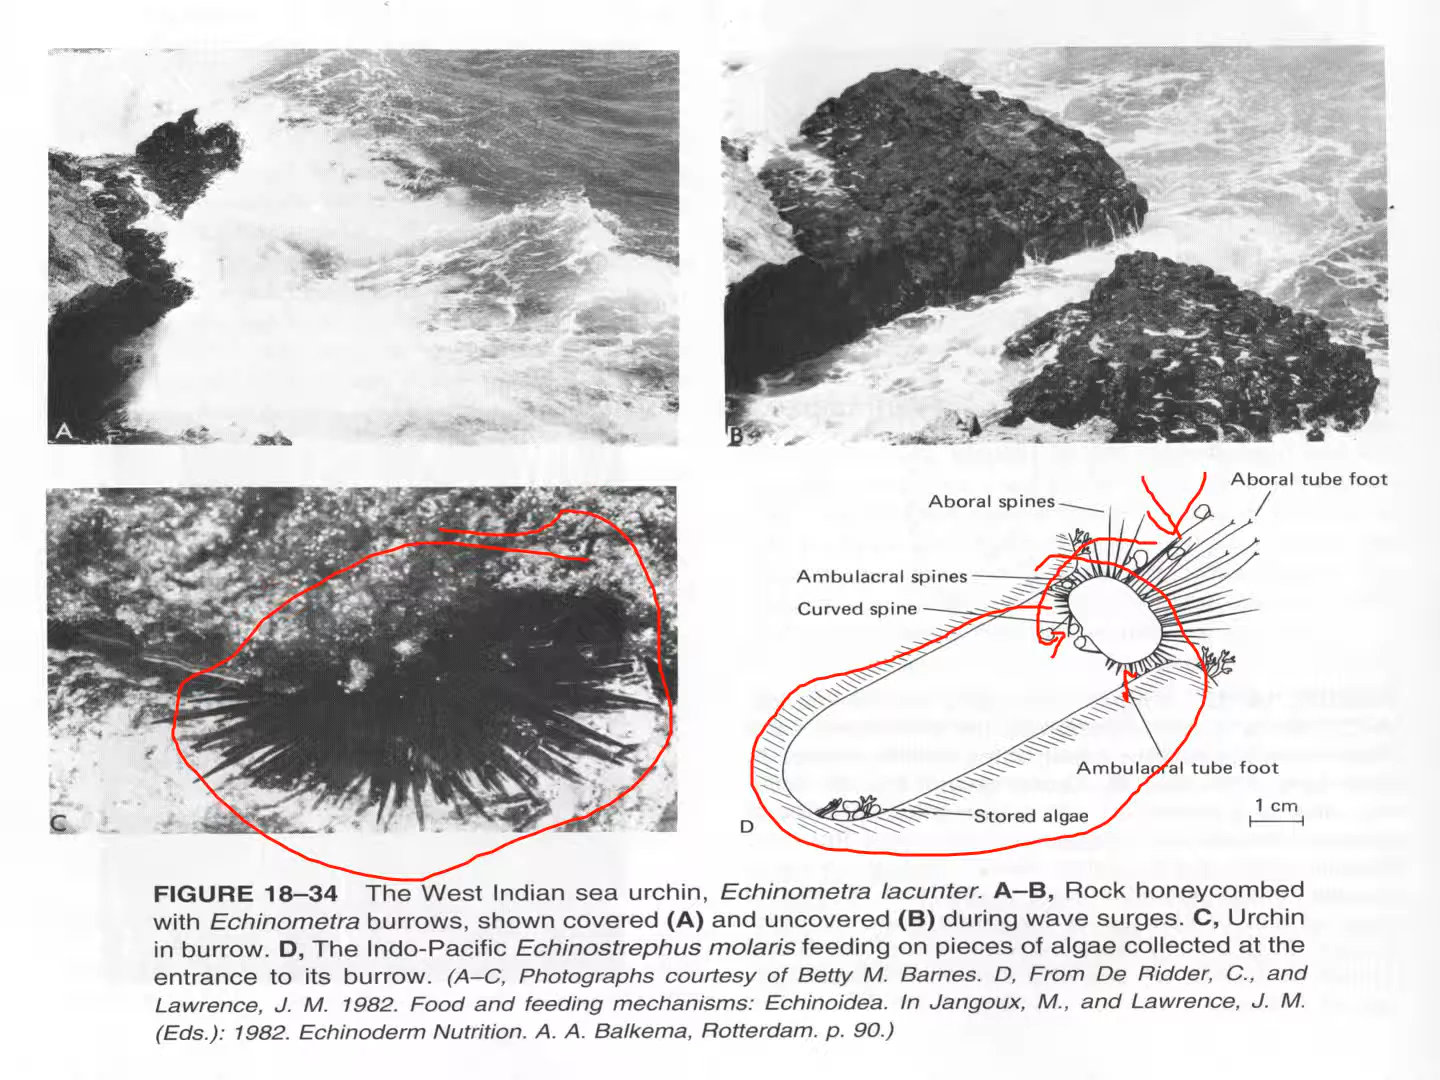 A
B
Aboral tube foot
Aboral spines
Ambulacral spines
Curved spine
Ambulacral tube foot
1 cm
Stored algae
C
D
FIGURE 18–34 The West Indian sea urchin, Echinometra lacunter. A–B, Rock honeycombed
with Echinometra burrows, shown covered (A) and uncovered (B) during wave surges. C, Urchin
in burrow. D, The Indo-Pacific Echinostrephus molaris feeding on pieces of algae collected at the
entrance to its burrow. (A–C, Photographs courtesy of Betty M. Barnes. D, From De Ridder, C., and
Lawrence, J. M. 1982. Food and feeding mechanisms: Echinoidea. In Jangoux, M., and Lawrence, J. M.
(Eds.): 1982. Echinoderm Nutrition. A. A. Balkema, Rotterdam. p. 90.)